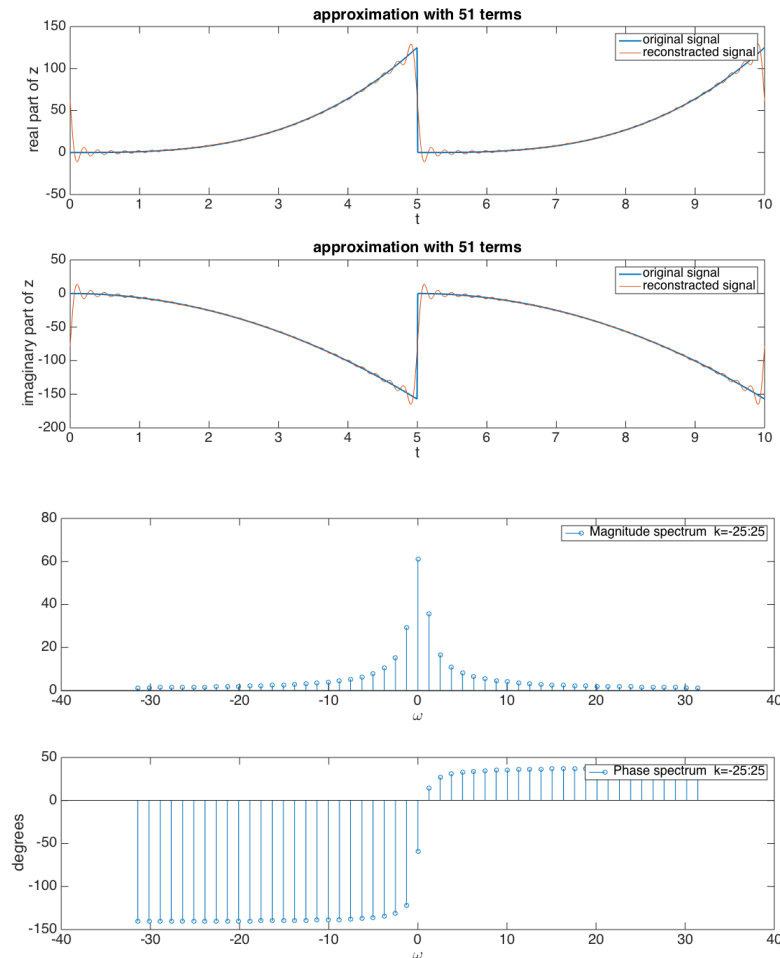 approximation with 51 terms
150
100
50
0
-50
real part of z
original signal
reconstracted signal
0 1 2 3 4 5 6 7 8 9 10
t
approximation with 51 terms
50
0
-50
-100
-150
-200
imaginary part of z
original signal
reconstracted signal
0 1 2 3 4 5 6 7 8 9 10
t
80
60
40
20
0
Magnitude spectrum k=-25:25
-40 -30 -20 -10 0 10 20 30 40
ω
50
0
-50
-100
-150
degrees
Phase spectrum k=-25:25
-40 -30 -20 -10 0 10 20 30 40
ω